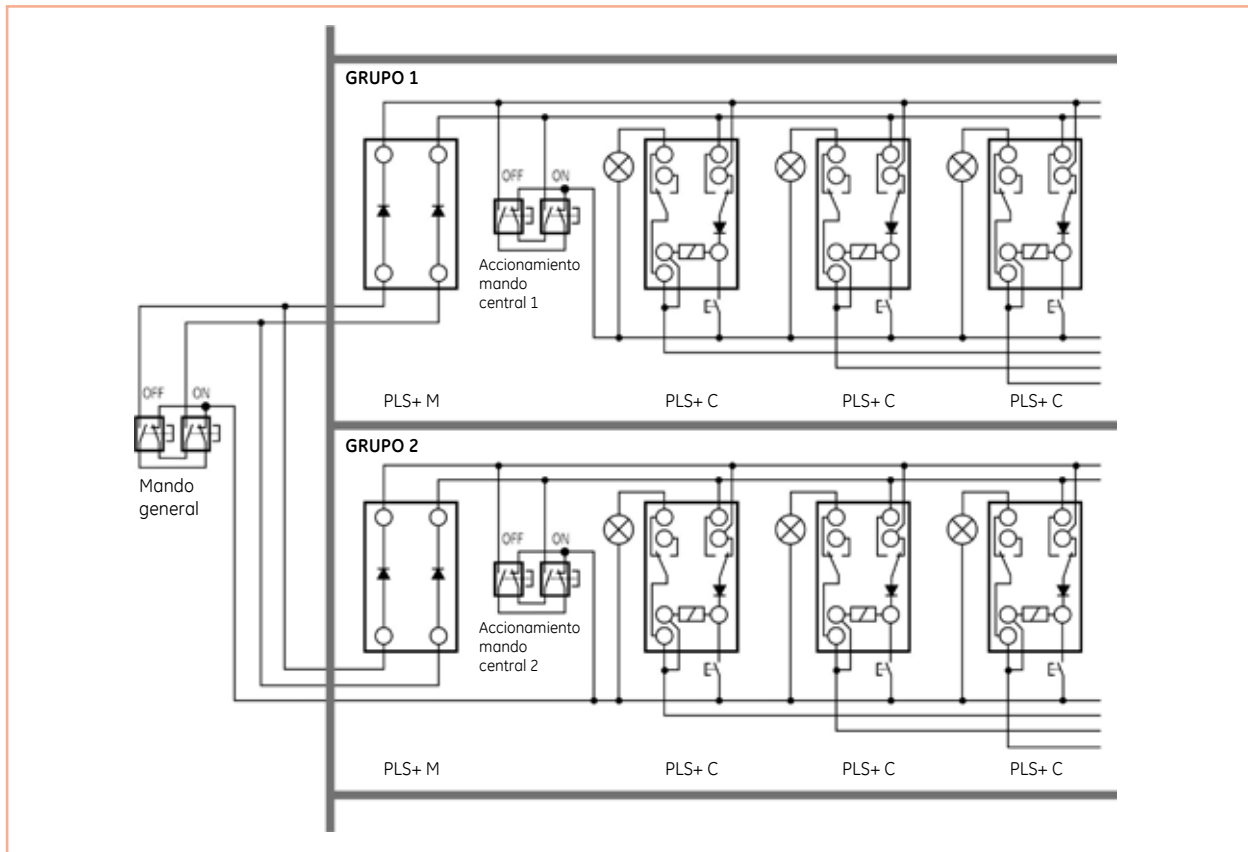 GRUPO 1
OFF ON
Accionamiento
mando
central 1
OFF ON
Mando
general
PLS+ M
PLS+ C
PLS+ C
PLS+ C
GRUPO 2
OFF ON
Accionamiento
mando
central 2
PLS+ M
PLS+ C
PLS+ C
PLS+ C